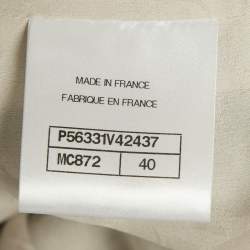 MADE IN FRANCE
FABRIQUE EN FRANCE
P56331V42437
MC872 40